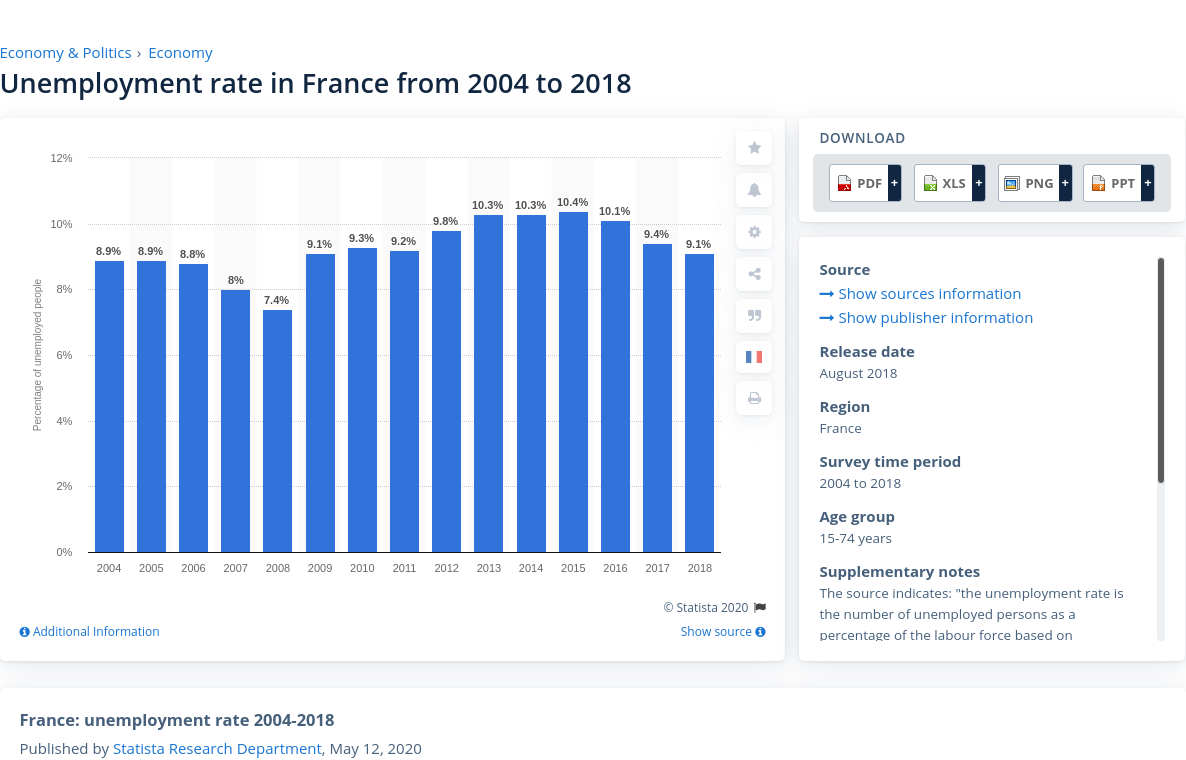 Economy & Politics › Economy
Unemployment rate in France from 2004 to 2018
12%
10%
8%
6%
4%
2%
0%
Percentage of unemployed people
8.9%
8.9%
8.8%
8%
7.4%
9.1%
9.3%
9.2%
9.8%
10.3%
10.3%
10.4%
10.1%
9.4%
9.1%
2004 2005 2006 2007 2008 2009 2010 2011 2012 2013 2014 2015 2016 2017 2018
© Statista 2020
Additional Information
Show source
DOWNLOAD
PDF + XLS + PNG + PPT +
Source
Show sources information
Show publisher information
Release date
August 2018
Region
France
Survey time period
2004 to 2018
Age group
15-74 years
Supplementary notes
The source indicates: "the unemployment rate is
the number of unemployed persons as a
percentage of the labour force based on
France: unemployment rate 2004-2018
Published by Statista Research Department, May 12, 2020